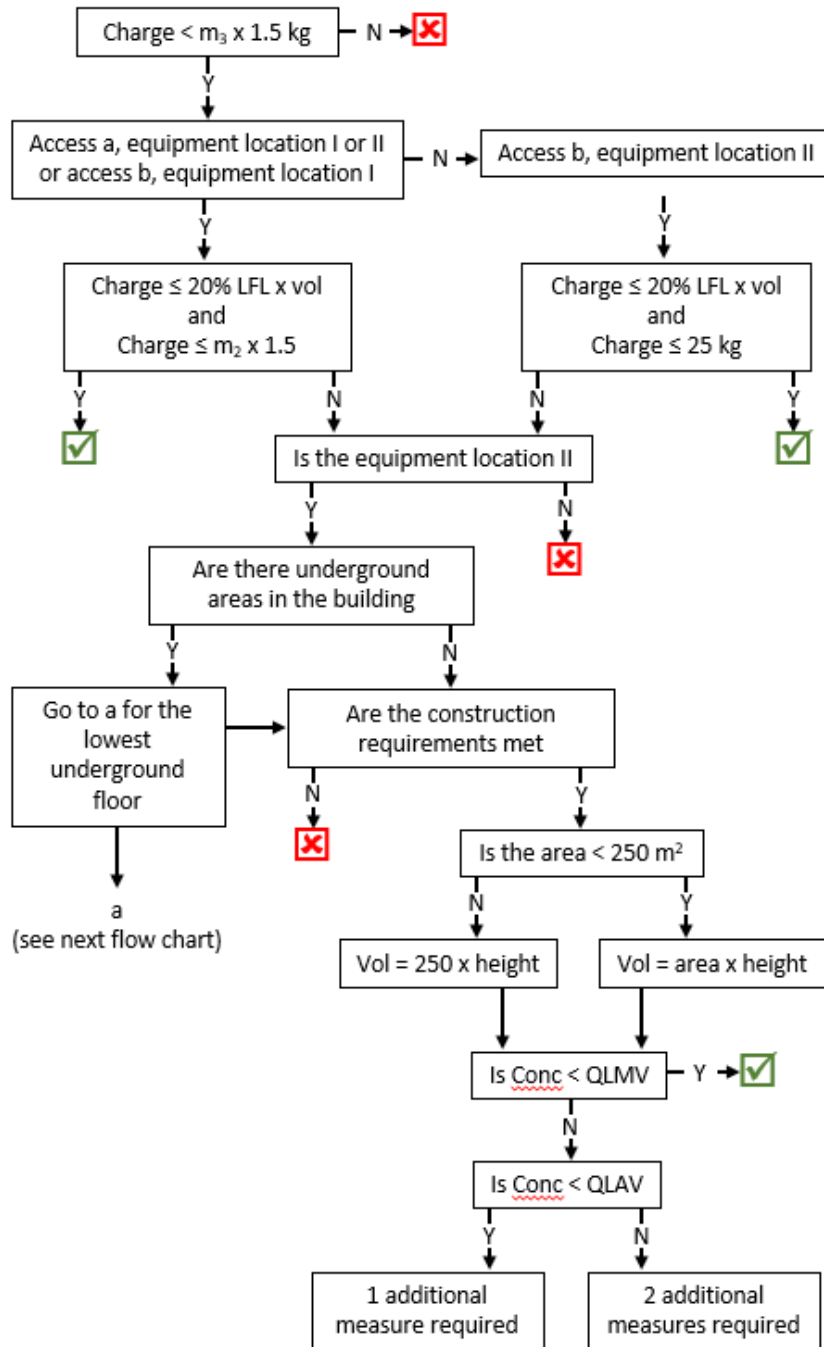 Charge < m₃ x 1.5 kg
N
Y
Access a, equipment location I or II
or access b, equipment location I
N
Access b, equipment location II
Y
Y
Charge ≤ 20% LFL x vol
and
Charge ≤ m₂ x 1.5
Charge ≤ 20% LFL x vol
and
Charge ≤ 25 kg
Y
N
N
Y
Is the equipment location II
Y
N
Are there underground
areas in the building
Y
N
Go to a for the
lowest
underground
floor
Are the construction
requirements met
N
Y
a
(see next flow chart)
Is the area < 250 m²
N
Y
Vol = 250 x height
Vol = area x height
Is Conc < QLMV
Y
N
Is Conc < QLAV
Y
N
1 additional
measure required
2 additional
measures required